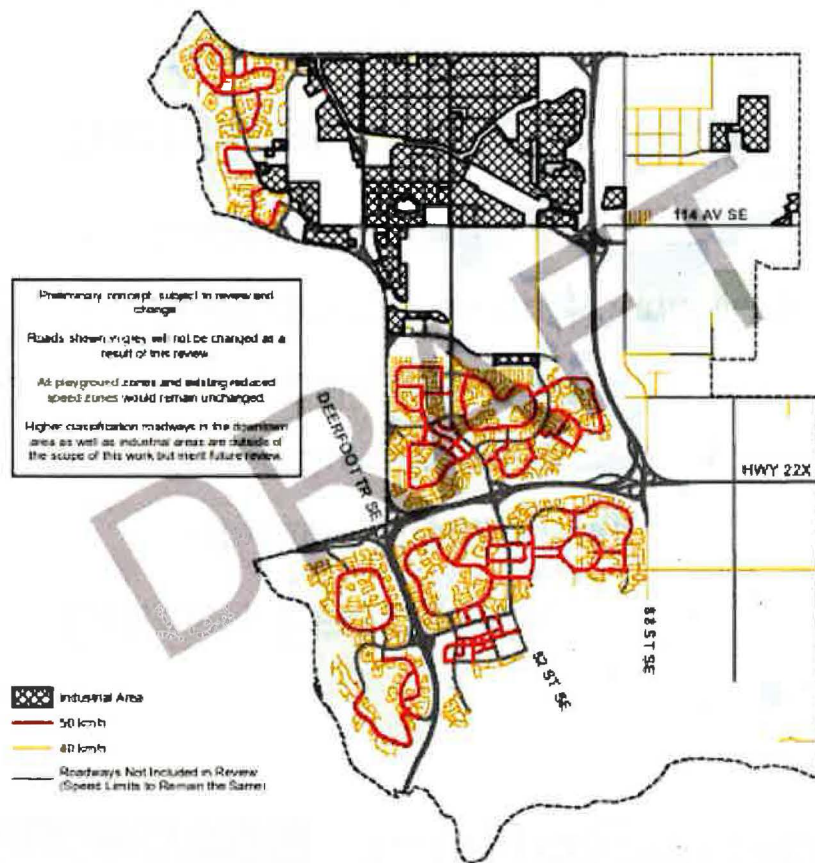 114 AV SE
Preliminary concept, subject to review and
change
Roads shown in grey will not be changed as a
result of this review
All playground zones and existing reduced
speed zones would remain unchanged.
Higher classification roadways in the downtown
area as well as industrial areas are outside of
the scope of this work but merit future review.
DEERFOOT TR SE
HWY 22X
DRAFT
88 ST SE
52 ST SE
Industrial Area
50 km/h
40 km/h
Roadways Not Included in Review
(Speed Limits to Remain the Same)